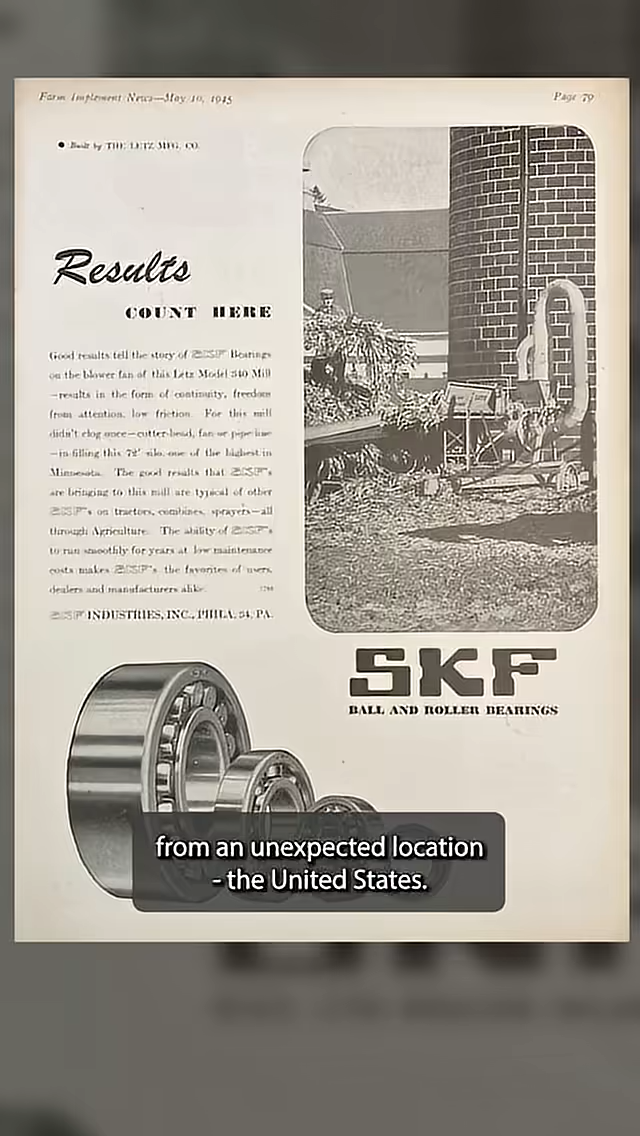 Farm Implement News—May 10, 1945
Page 79
● Built by THE LETZ MFG. CO.
Results
COUNT HERE
Good results tell the story of SKF Bearings
on the blower fan of this Letz Model 340 Mill
—results in the form of continuity, freedom
from attention, low friction. For this mill
didn't clog once—cutter-head, fan or pipe line
—in filling this 72' silo, one of the highest in
Minnesota. The good results that SKF's
are bringing to this mill are typical of other
SKF's on tractors, combines, sprayers—all
through Agriculture. The ability of SKF's
to run smoothly for years at low maintenance
costs makes SKF's the favorites of users,
dealers and manufacturers alike.
SKF INDUSTRIES, INC., PHILA. 34, PA.
SKF
BALL AND ROLLER BEARINGS
from an unexpected location
- the United States.